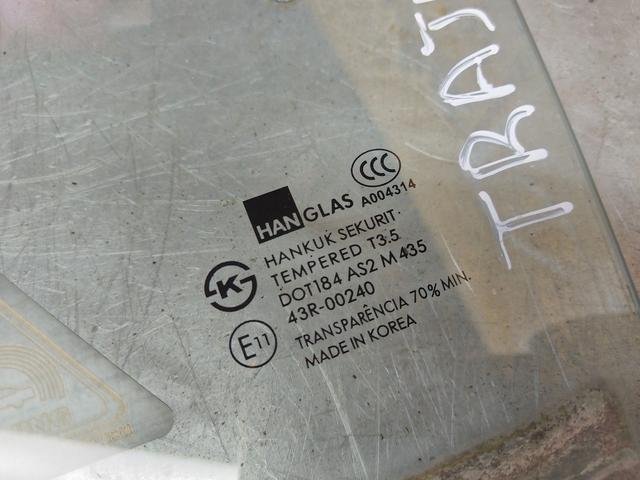 TRAJ
CCC
HANGLAS A004314
HANKUK SEKURIT
TEMPERED T3.5
K
DOT184 AS2 M435
43R-00240
E11
TRANSPARÊNCIA 70% MIN.
MADE IN KOREA